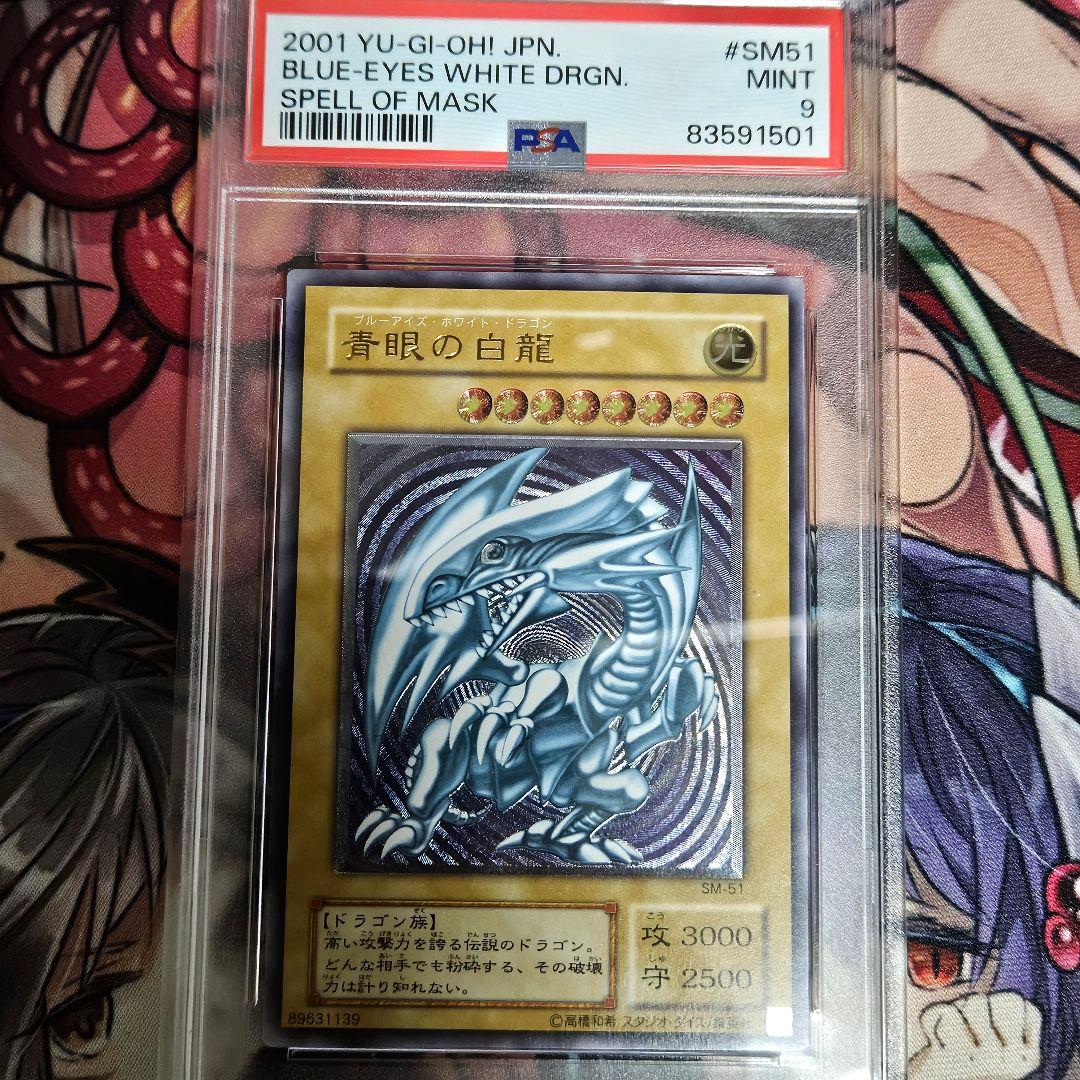 2001 YU-GI-OH! JPN. #SM51
BLUE-EYES WHITE DRGN. MINT
SPELL OF MASK 9
83591501
PSA
ブルーアイズ・ホワイト・ドラゴン
青眼の白龍
光
SM-51
【ドラゴン族】
高い攻撃力を誇る伝説のドラゴン。
どんな相手でも粉砕する、その破壊
力は計り知れない。
攻 3000
守 2500
89631139
©高橋和希 スタジオ・ダイス/集英社